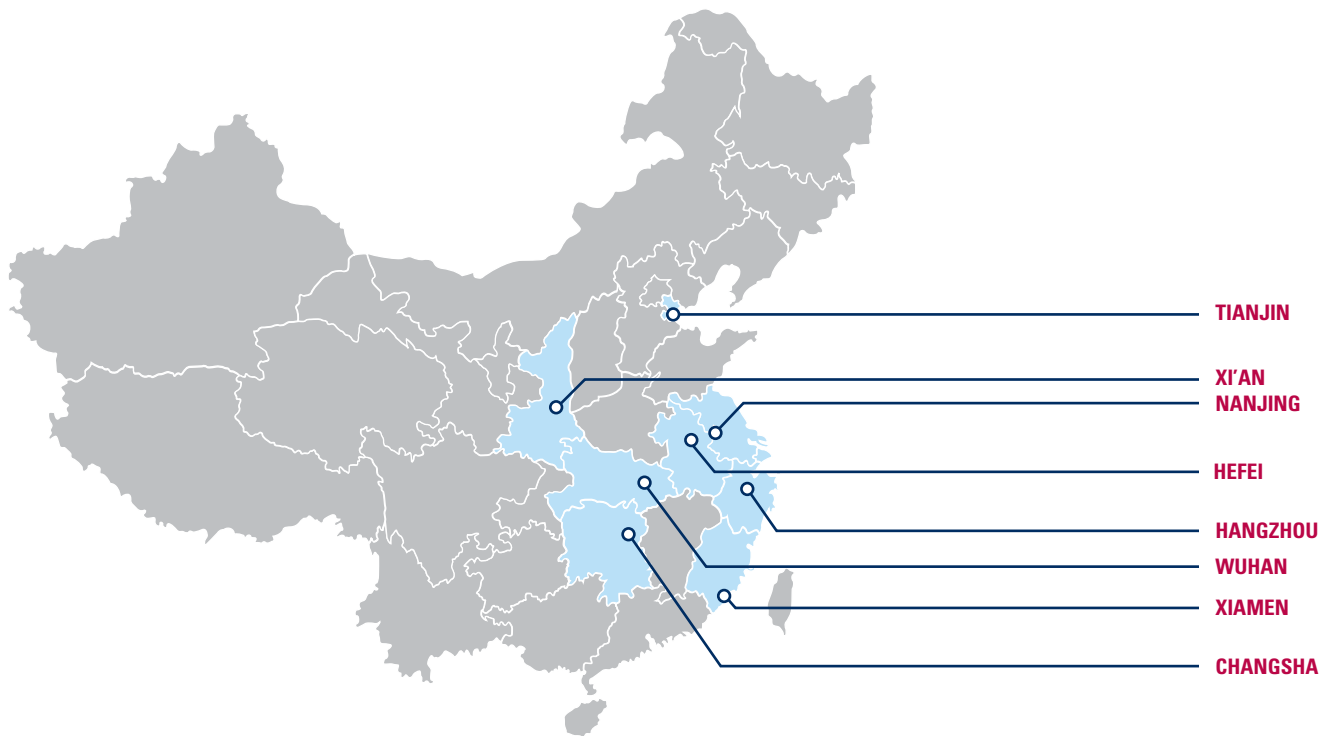 TIANJIN
XI'AN
NANJING
HEFEI
HANGZHOU
WUHAN
XIAMEN
CHANGSHA